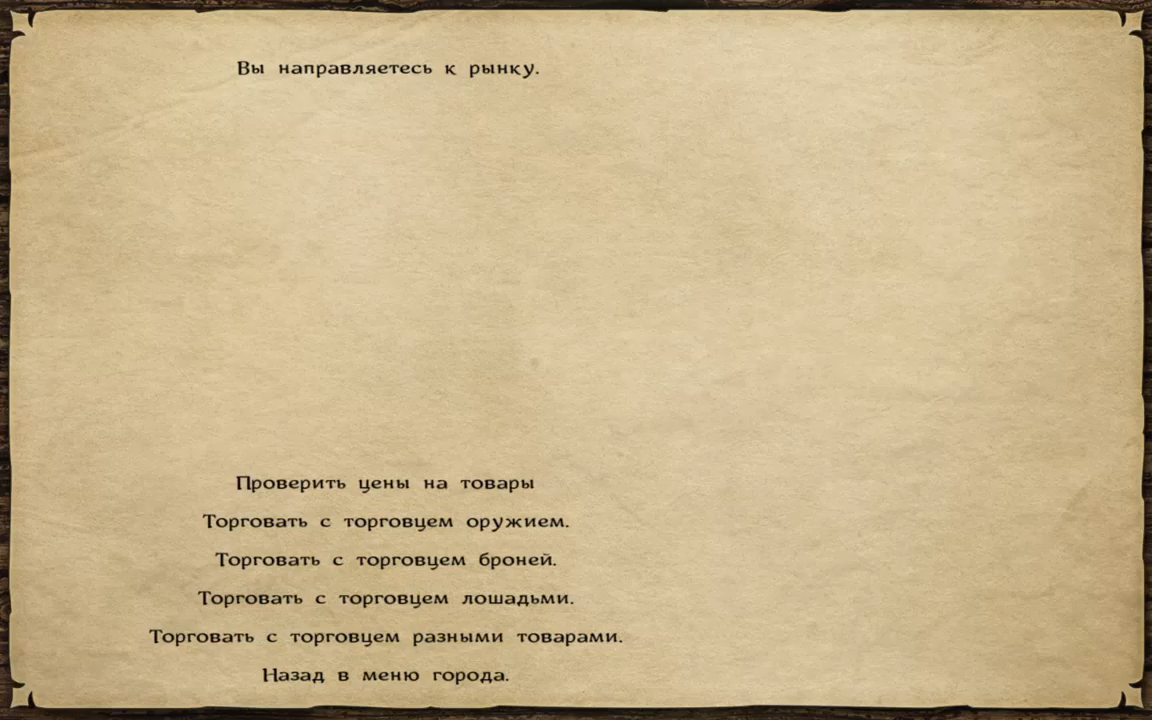 Вы направляетесь к рынку.
Проверить цены на товары
Торговать с торговцем оружием.
Торговать с торговцем броней.
Торговать с торговцем лошадьми.
Торговать с торговцем разными товарами.
Назад в меню города.